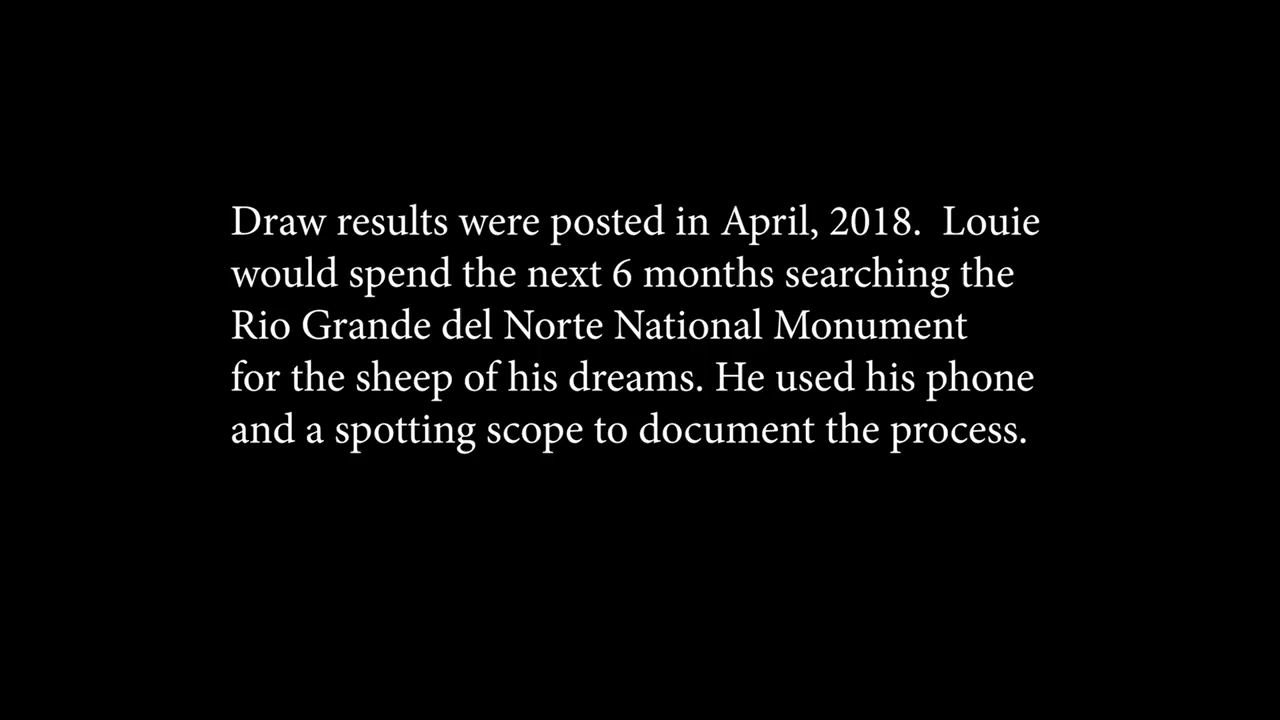 Draw results were posted in April, 2018.  Louie
would spend the next 6 months searching the
Rio Grande del Norte National Monument
for the sheep of his dreams. He used his phone
and a spotting scope to document the process.